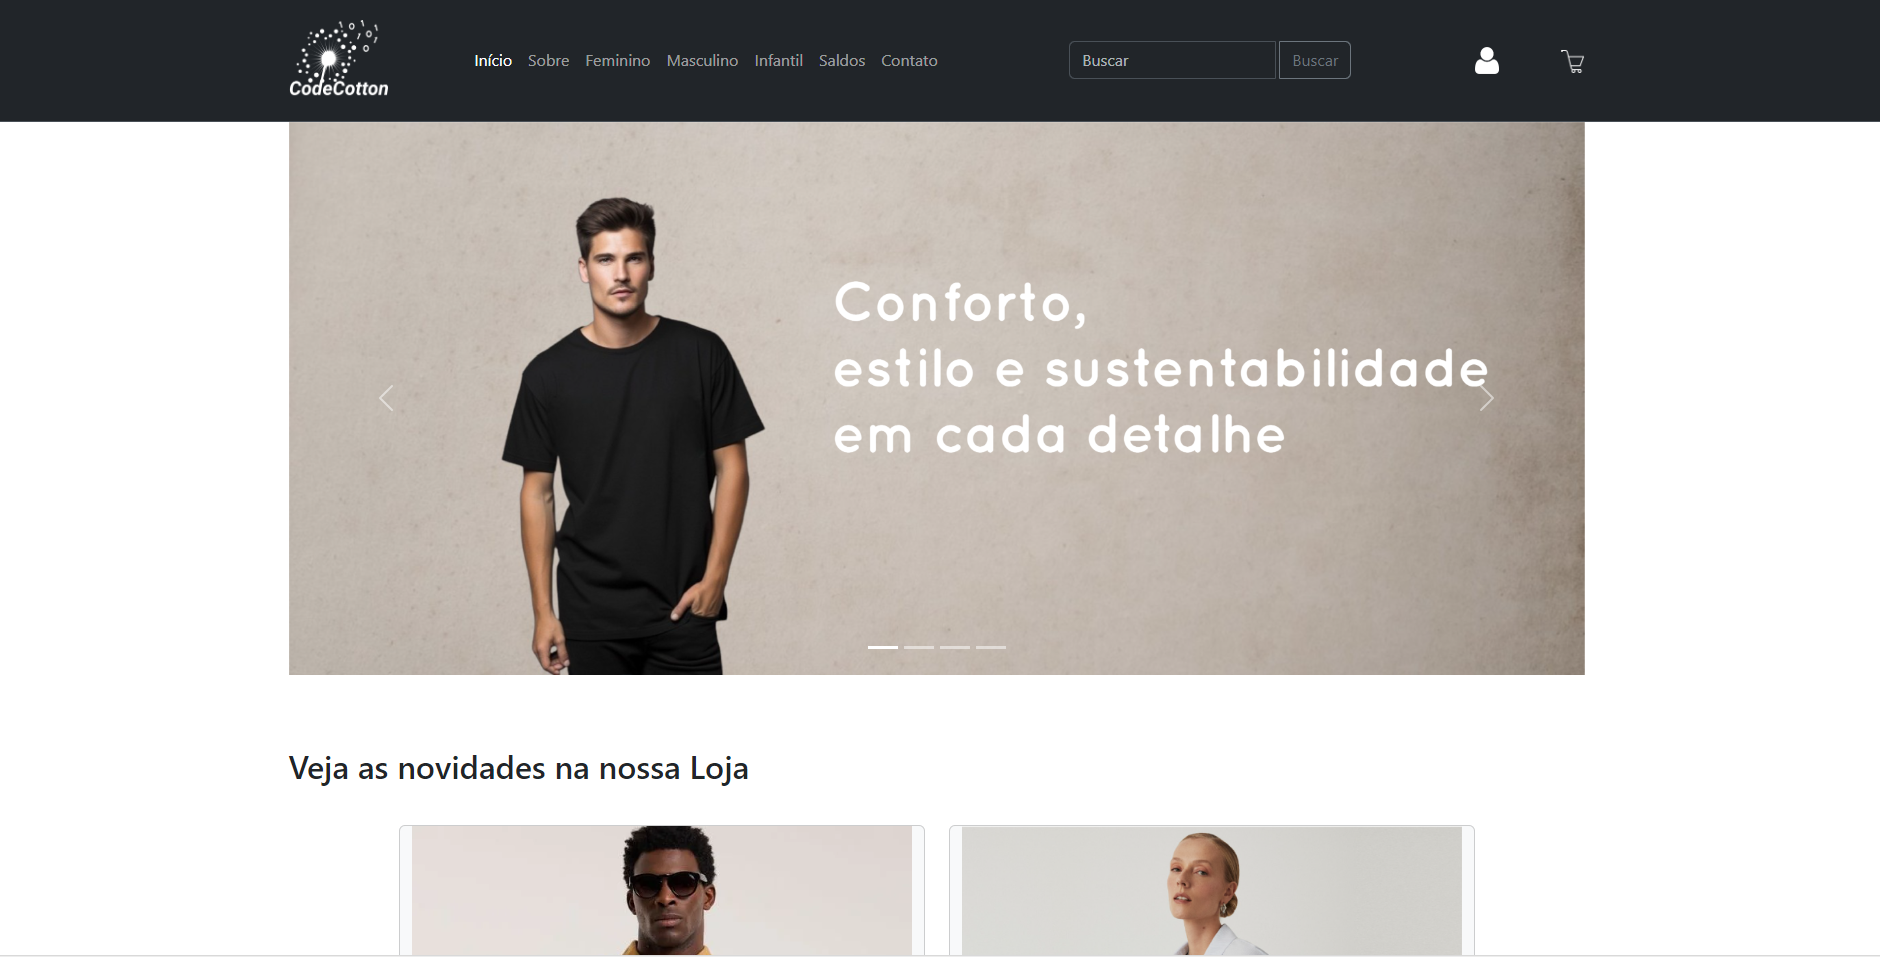 CodeCotton
Início Sobre Feminino Masculino Infantil Saldos Contato
Buscar Buscar
Conforto,
estilo e sustentabilidade
em cada detalhe
Veja as novidades na nossa Loja